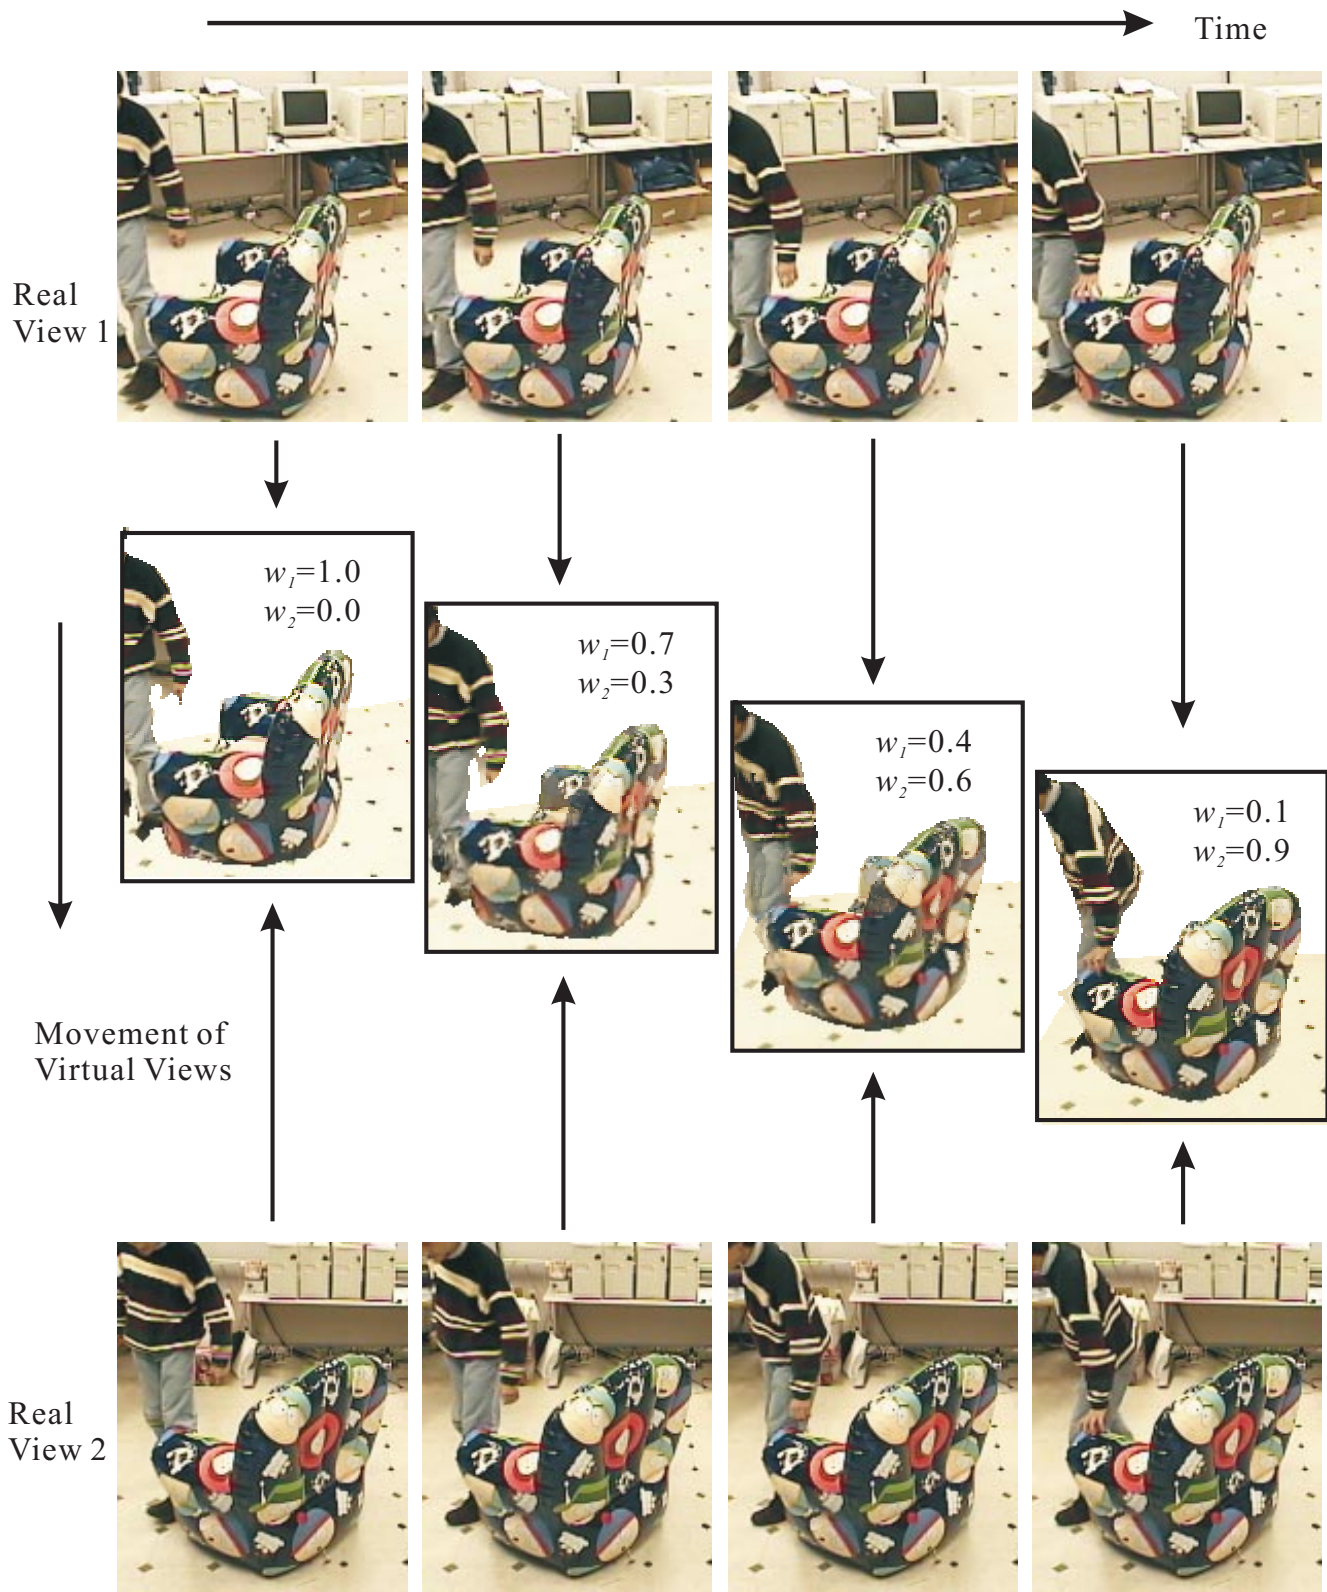 Time
Real
View 1
w₁=1.0
w₂=0.0
w₁=0.7
w₂=0.3
w₁=0.4
w₂=0.6
w₁=0.1
w₂=0.9
Movement of
Virtual Views
Real
View 2